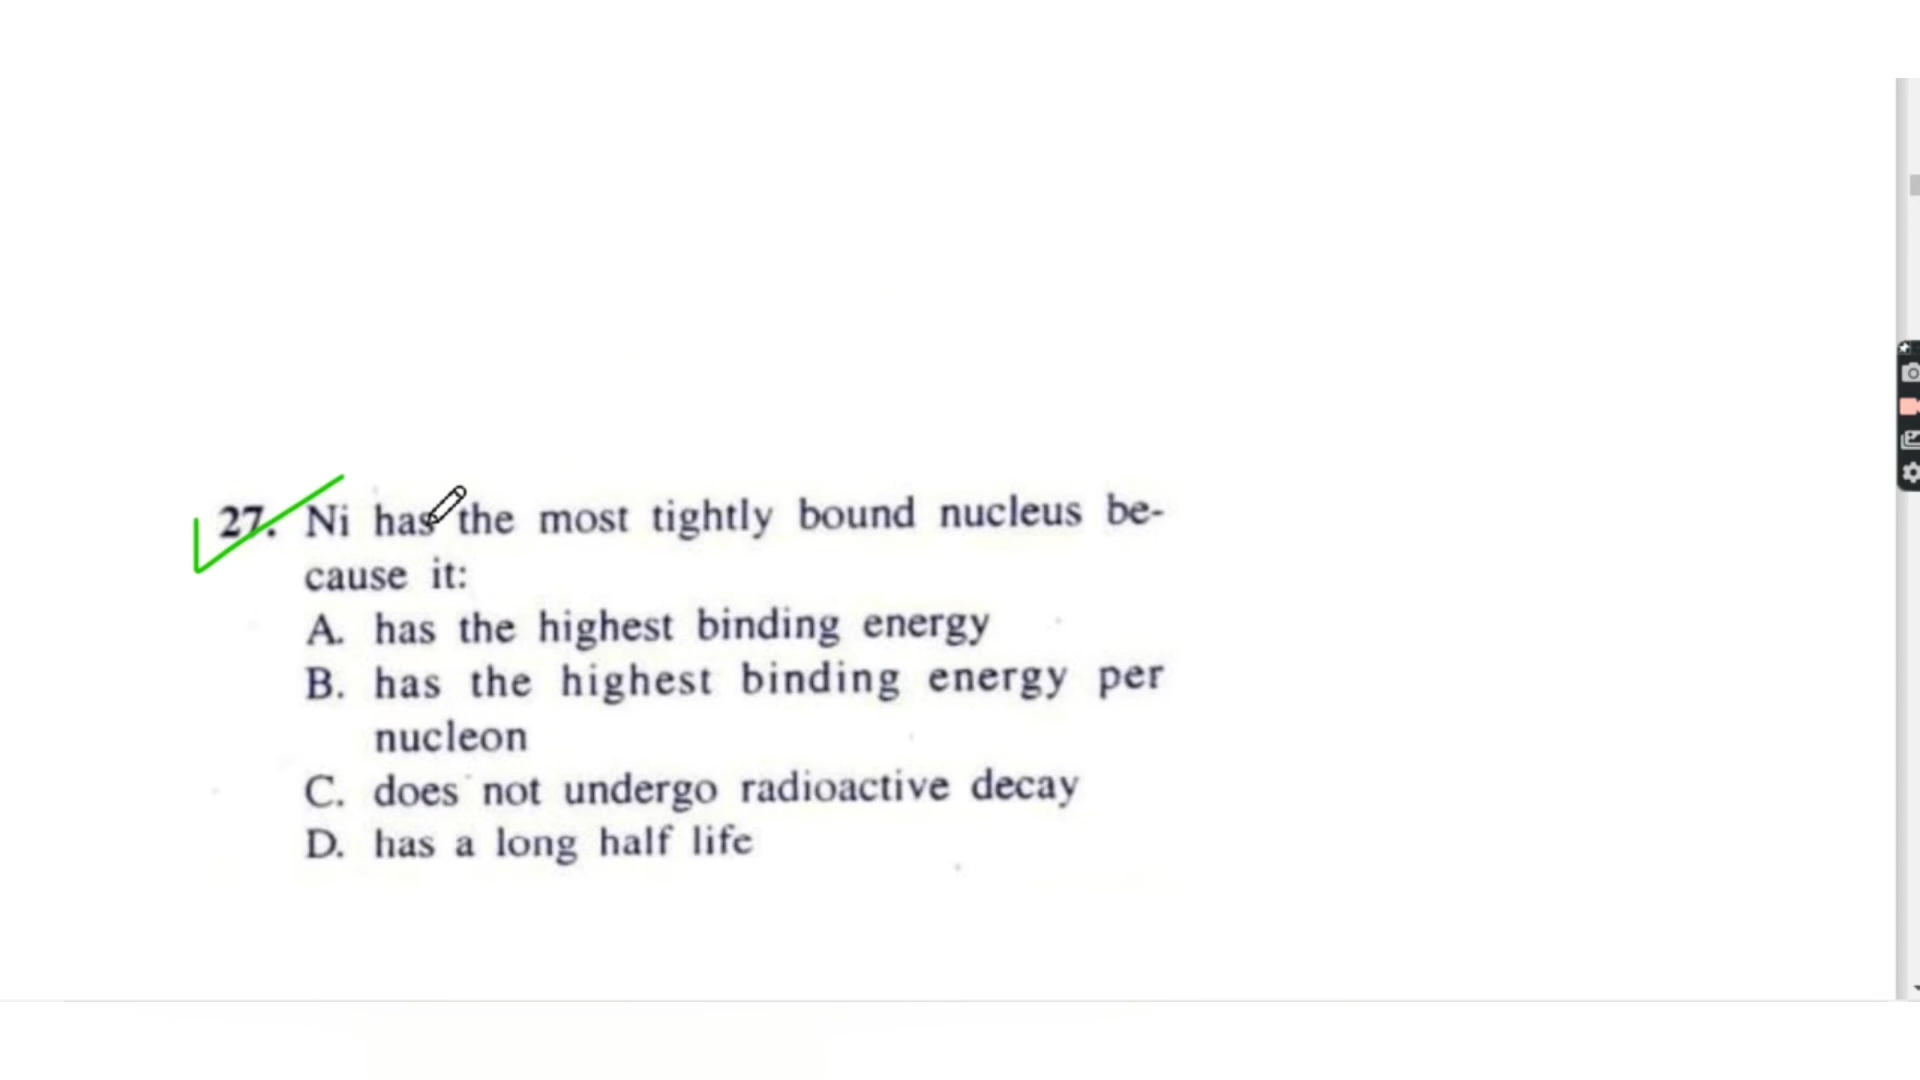 27. Ni has the most tightly bound nucleus be-
cause it:
A. has the highest binding energy
B. has the highest binding energy per
nucleon
C. does not undergo radioactive decay
D. has a long half life